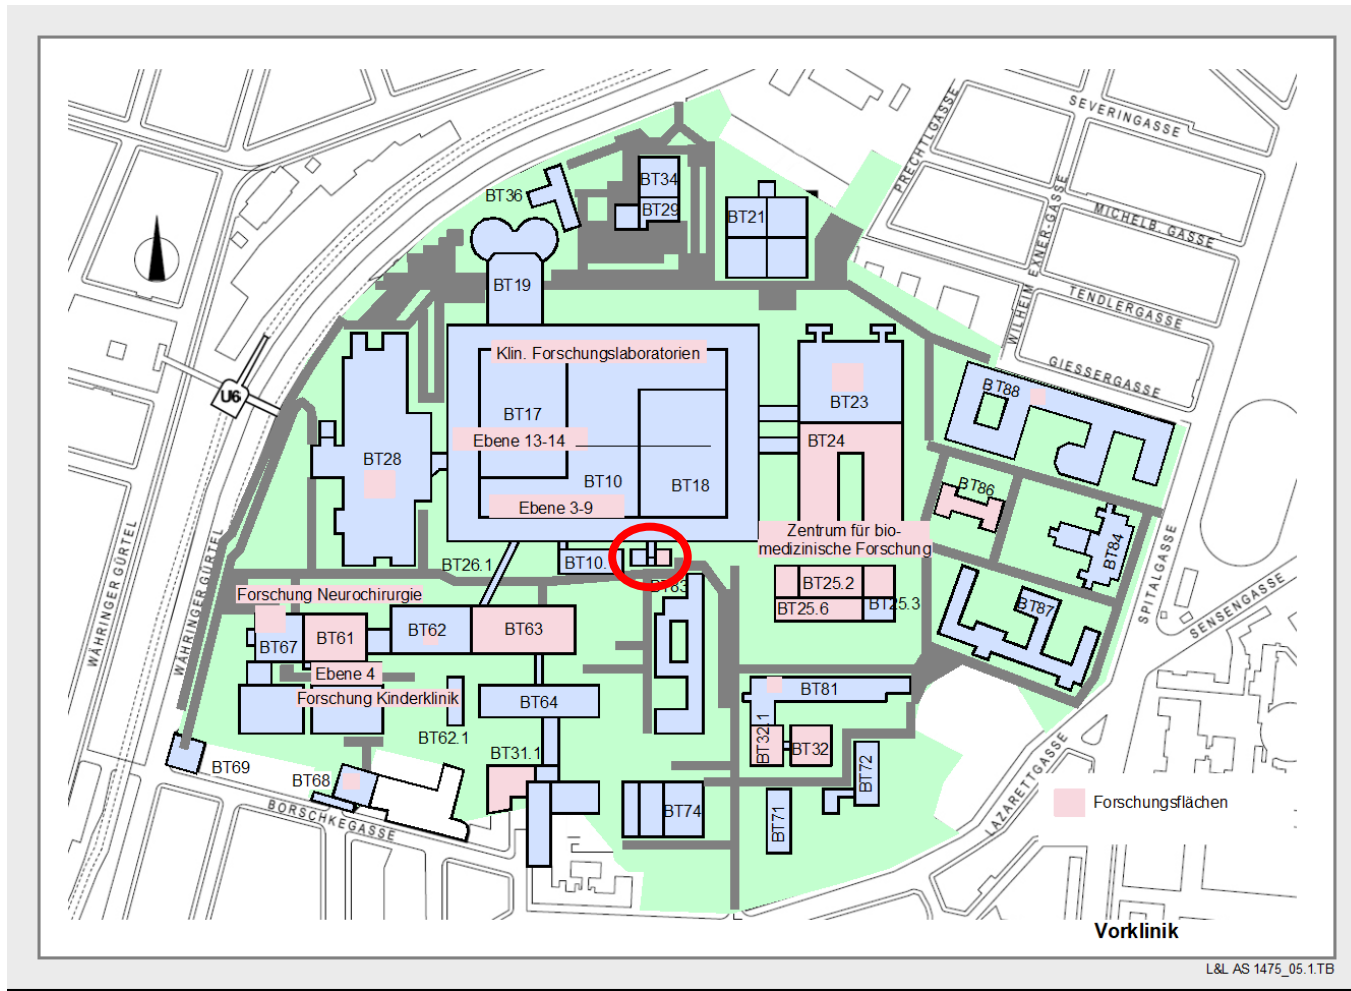 SEVERINGASSE
PRECHTLGASSE
BT34
BT36
BT29
BT21
MICHELB. GASSE
WILHELM EXNER-GASSE
BT19
TENDLERGASSE
GIESSERGASSE
Klin. Forschungslaboratorien
U6
BT88
BT17
BT23
Ebene 13-14
BT24
BT28
BT10
BT18
BT86
Ebene 3-9
Zentrum für bio-
medizinische Forschung
BT84
WÄHRINGER GÜRTEL
WÄHRINGER GÜRTEL
BT26.1
BT10.
BT83
BT25.2
SPITALGASSE
SENSENGASSE
Forschung Neurochirurgie
BT25.6
BT25.3
BT87
BT67
BT61
BT62
BT63
Ebene 4
Forschung Kinderklinik
BT64
BT81
BT62.1
BT32.1
BT32
BT31.1
BT69
BT68
BT72
LAZARETTGASSE
BORSCHKEGASSE
BT74
BT71
Forschungsflächen
Vorklinik
L&L AS 1475_05.1.TB